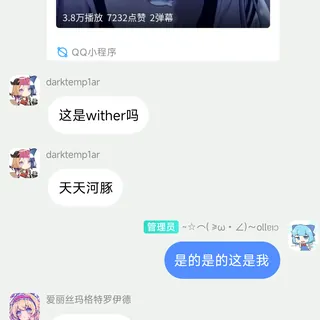 3.8万播放 7232点赞 2弹幕
QQ小程序
darktemp1ar
这是wither吗
darktemp1ar
天天河豚
管理员
是的是的这是我
爱丽丝玛格特罗伊德